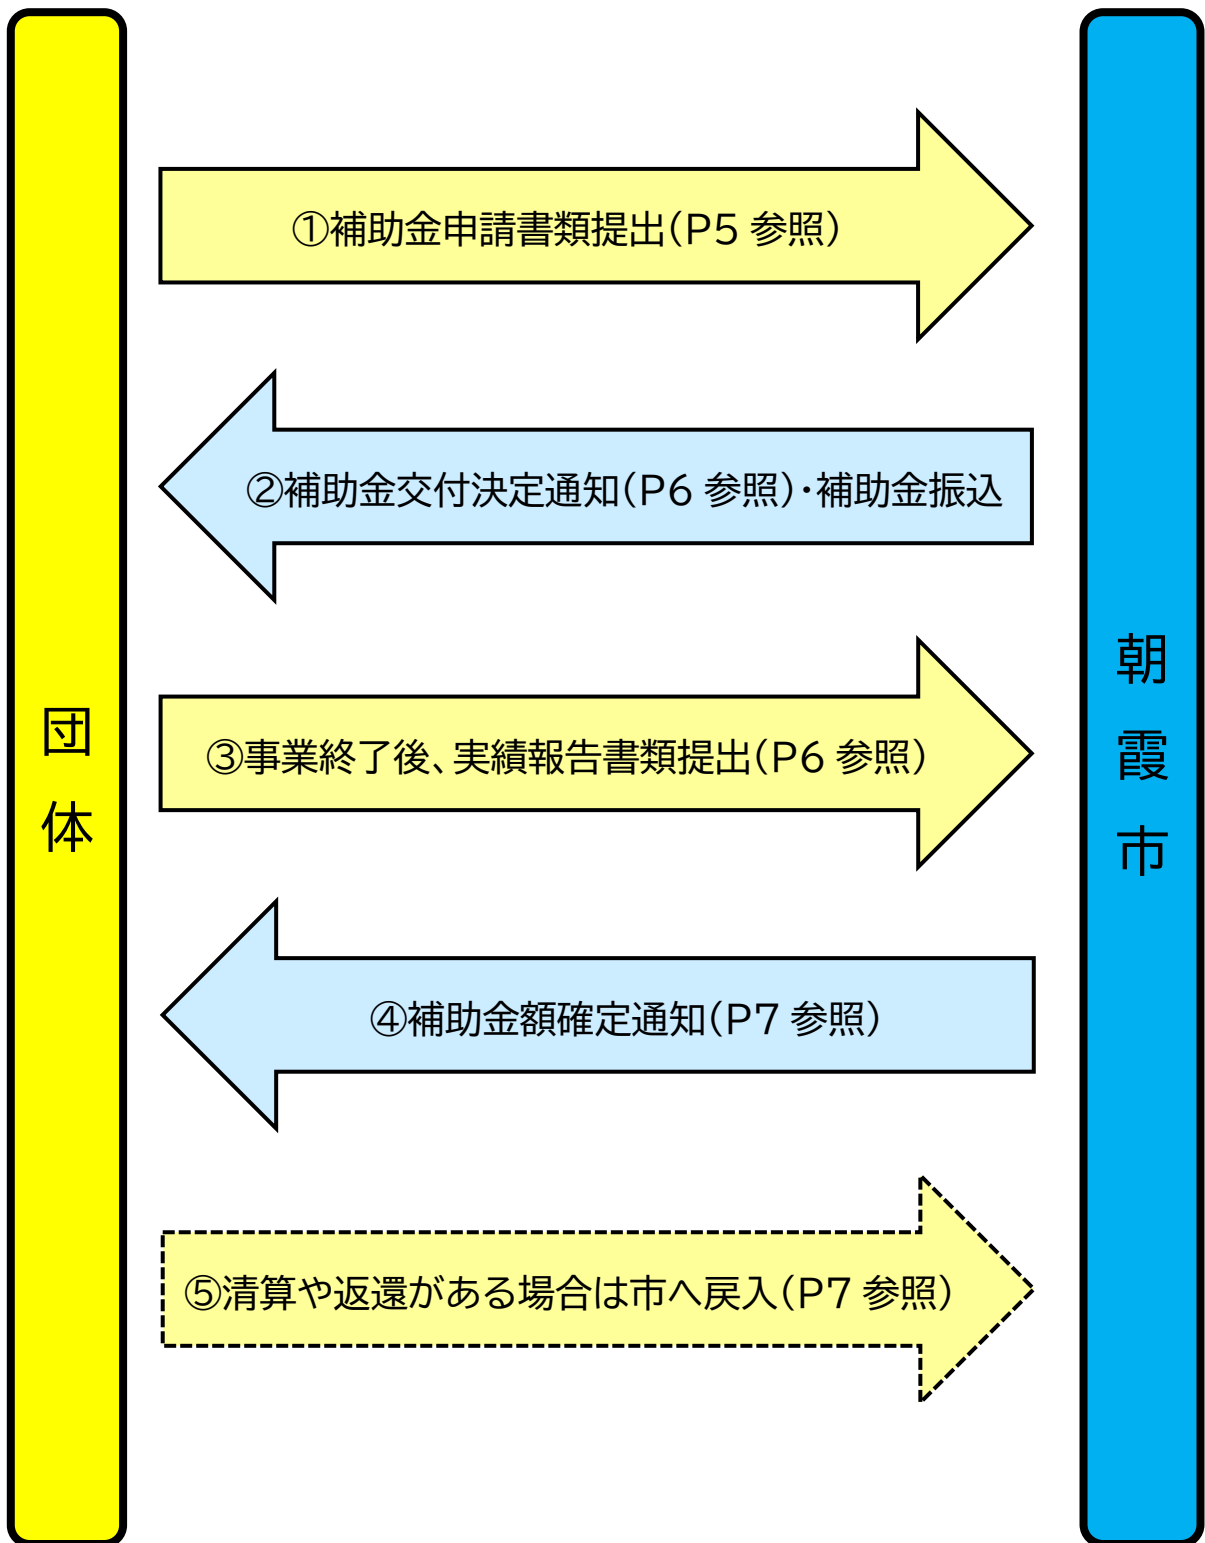 団体
①補助金申請書類提出（P5 参照）
②補助金交付決定通知（P6 参照）・補助金振込
③事業終了後、実績報告書類提出（P6 参照）
④補助金額確定通知（P7 参照）
⑤清算や返還がある場合は市へ戻入（P7 参照）
朝霞市